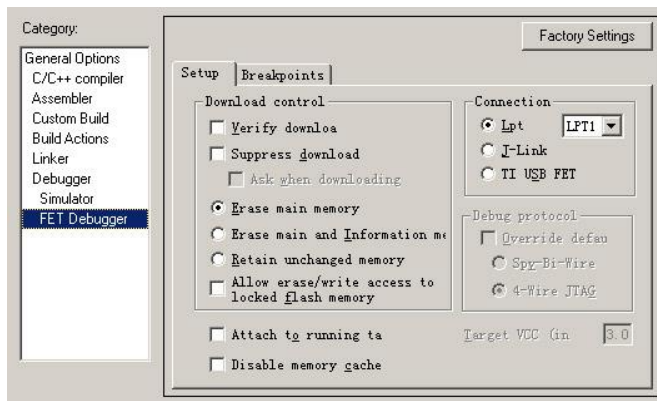 Category:
Factory Settings
General Options
C/C++ compiler
Assembler
Custom Build
Build Actions
Linker
Debugger
Simulator
FET Debugger
Setup
Breakpoints
Download control
Verify downloa
Suppress download
Ask when downloading
Erase main memory
Erase main and Information me
Retain unchanged memory
Allow erase/write access to
locked flash memory
Attach to running ta
Disable memory cache
Connection
Lpt
LPT1
J-Link
TI USB FET
Debug protocol
Override defau
Spy-Bi-Wire
4-Wire JTAG
Target VCC (in
3.0